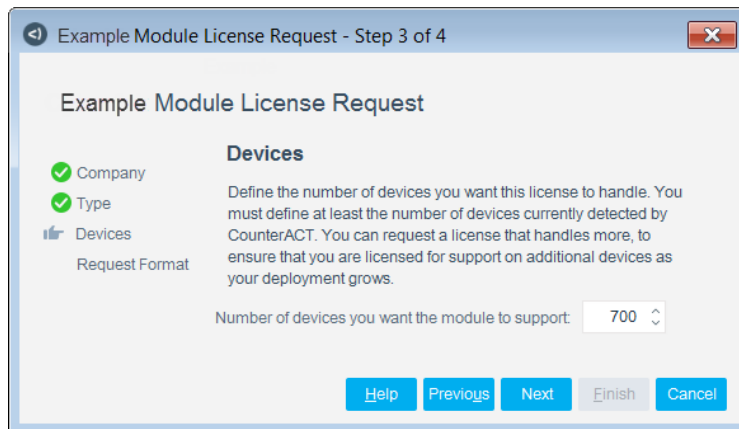 Example Module License Request - Step 3 of 4
Example Module License Request
Company
Type
Devices
Request Format
Devices
Define the number of devices you want this license to handle. You
must define at least the number of devices currently detected by
CounterACT. You can request a license that handles more, to
ensure that you are licensed for support on additional devices as
your deployment grows.
Number of devices you want the module to support: 700
Help Previous Next Finish Cancel